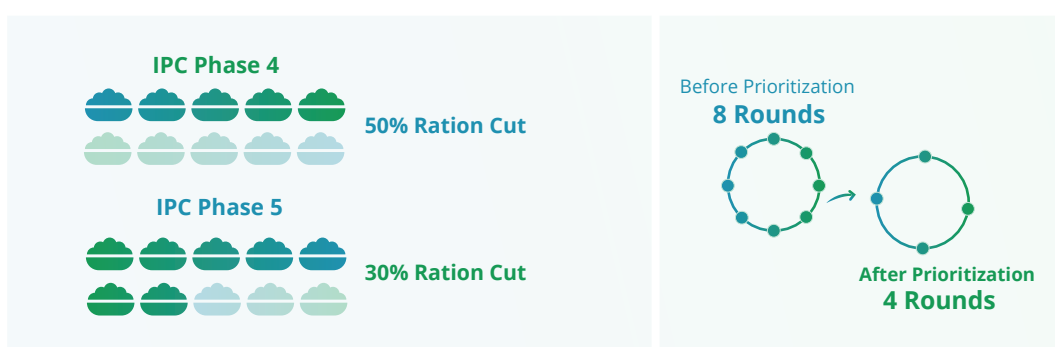 IPC Phase 4
50% Ration Cut
IPC Phase 5
30% Ration Cut
Before Prioritization
8 Rounds
After Prioritization
4 Rounds